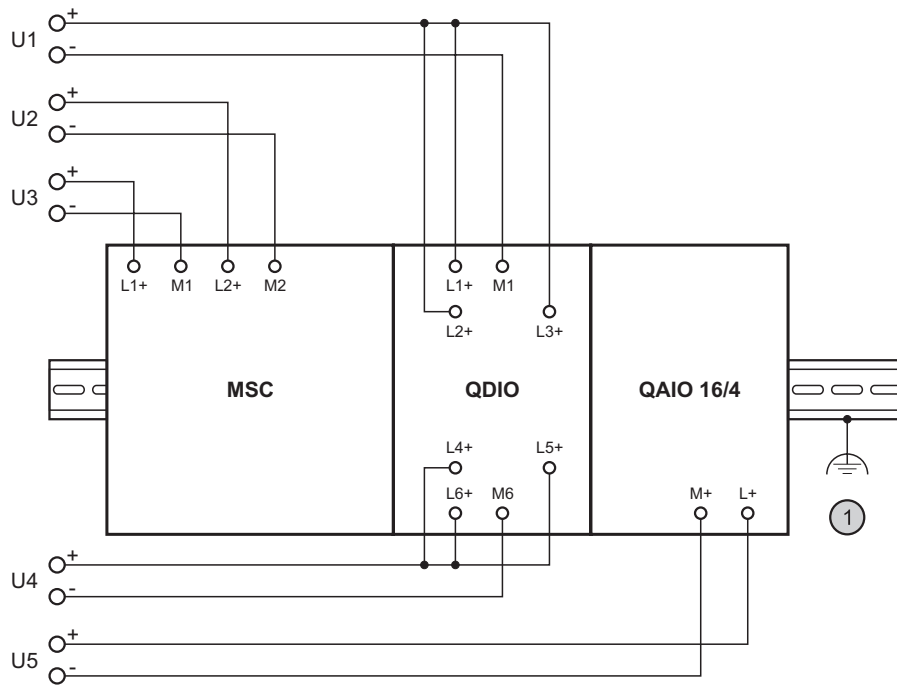 +
U1
-
+
U2
-
+
U3
-
L1+ M1 L2+ M2
L1+ M1
L2+ L3+
MSC QDIO QAIO 16/4
L4+ L5+
L6+ M6
M+ L+
1
+
U4
-
+
U5
-